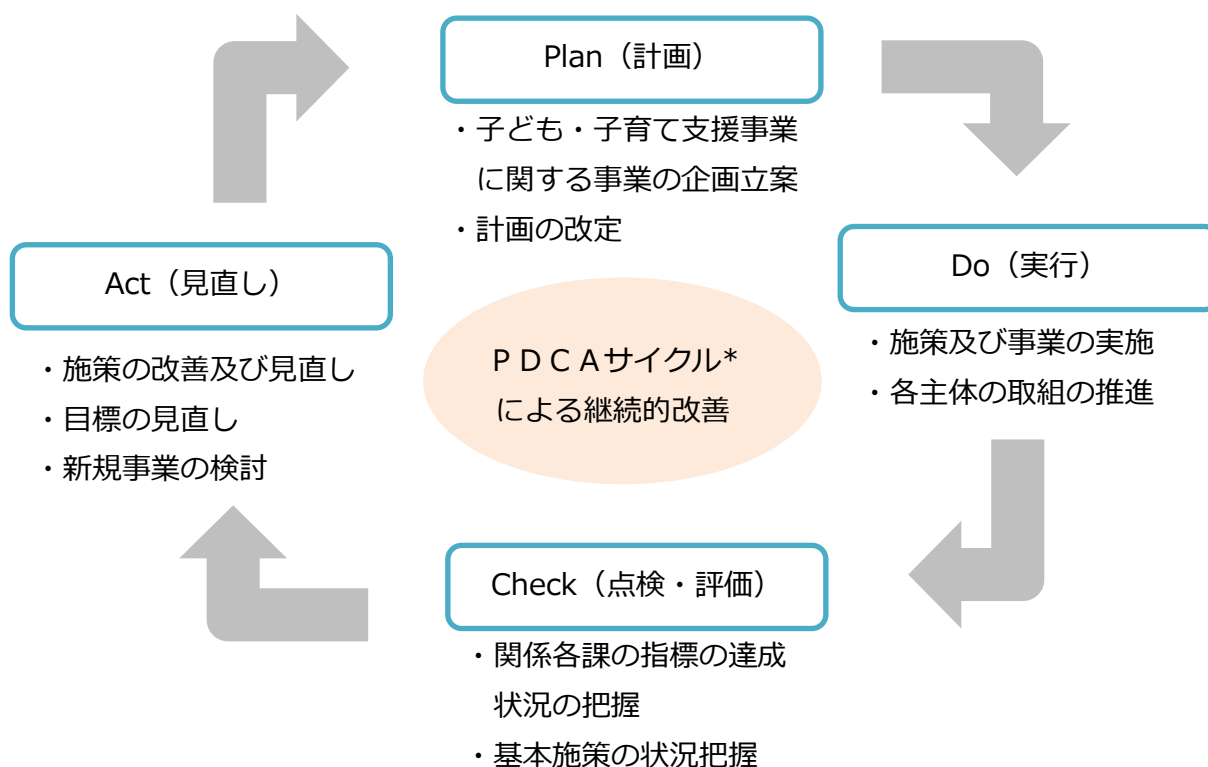 Plan（計画）
・子ども・子育て支援事業
に関する事業の企画立案
・計画の改定
Do（実行）
・施策及び事業の実施
・各主体の取組の推進
Check（点検・評価）
・関係各課の指標の達成
状況の把握
・基本施策の状況把握
Act（見直し）
・施策の改善及び見直し
・目標の見直し
・新規事業の検討
ＰＤＣＡサイクル*
による継続的改善